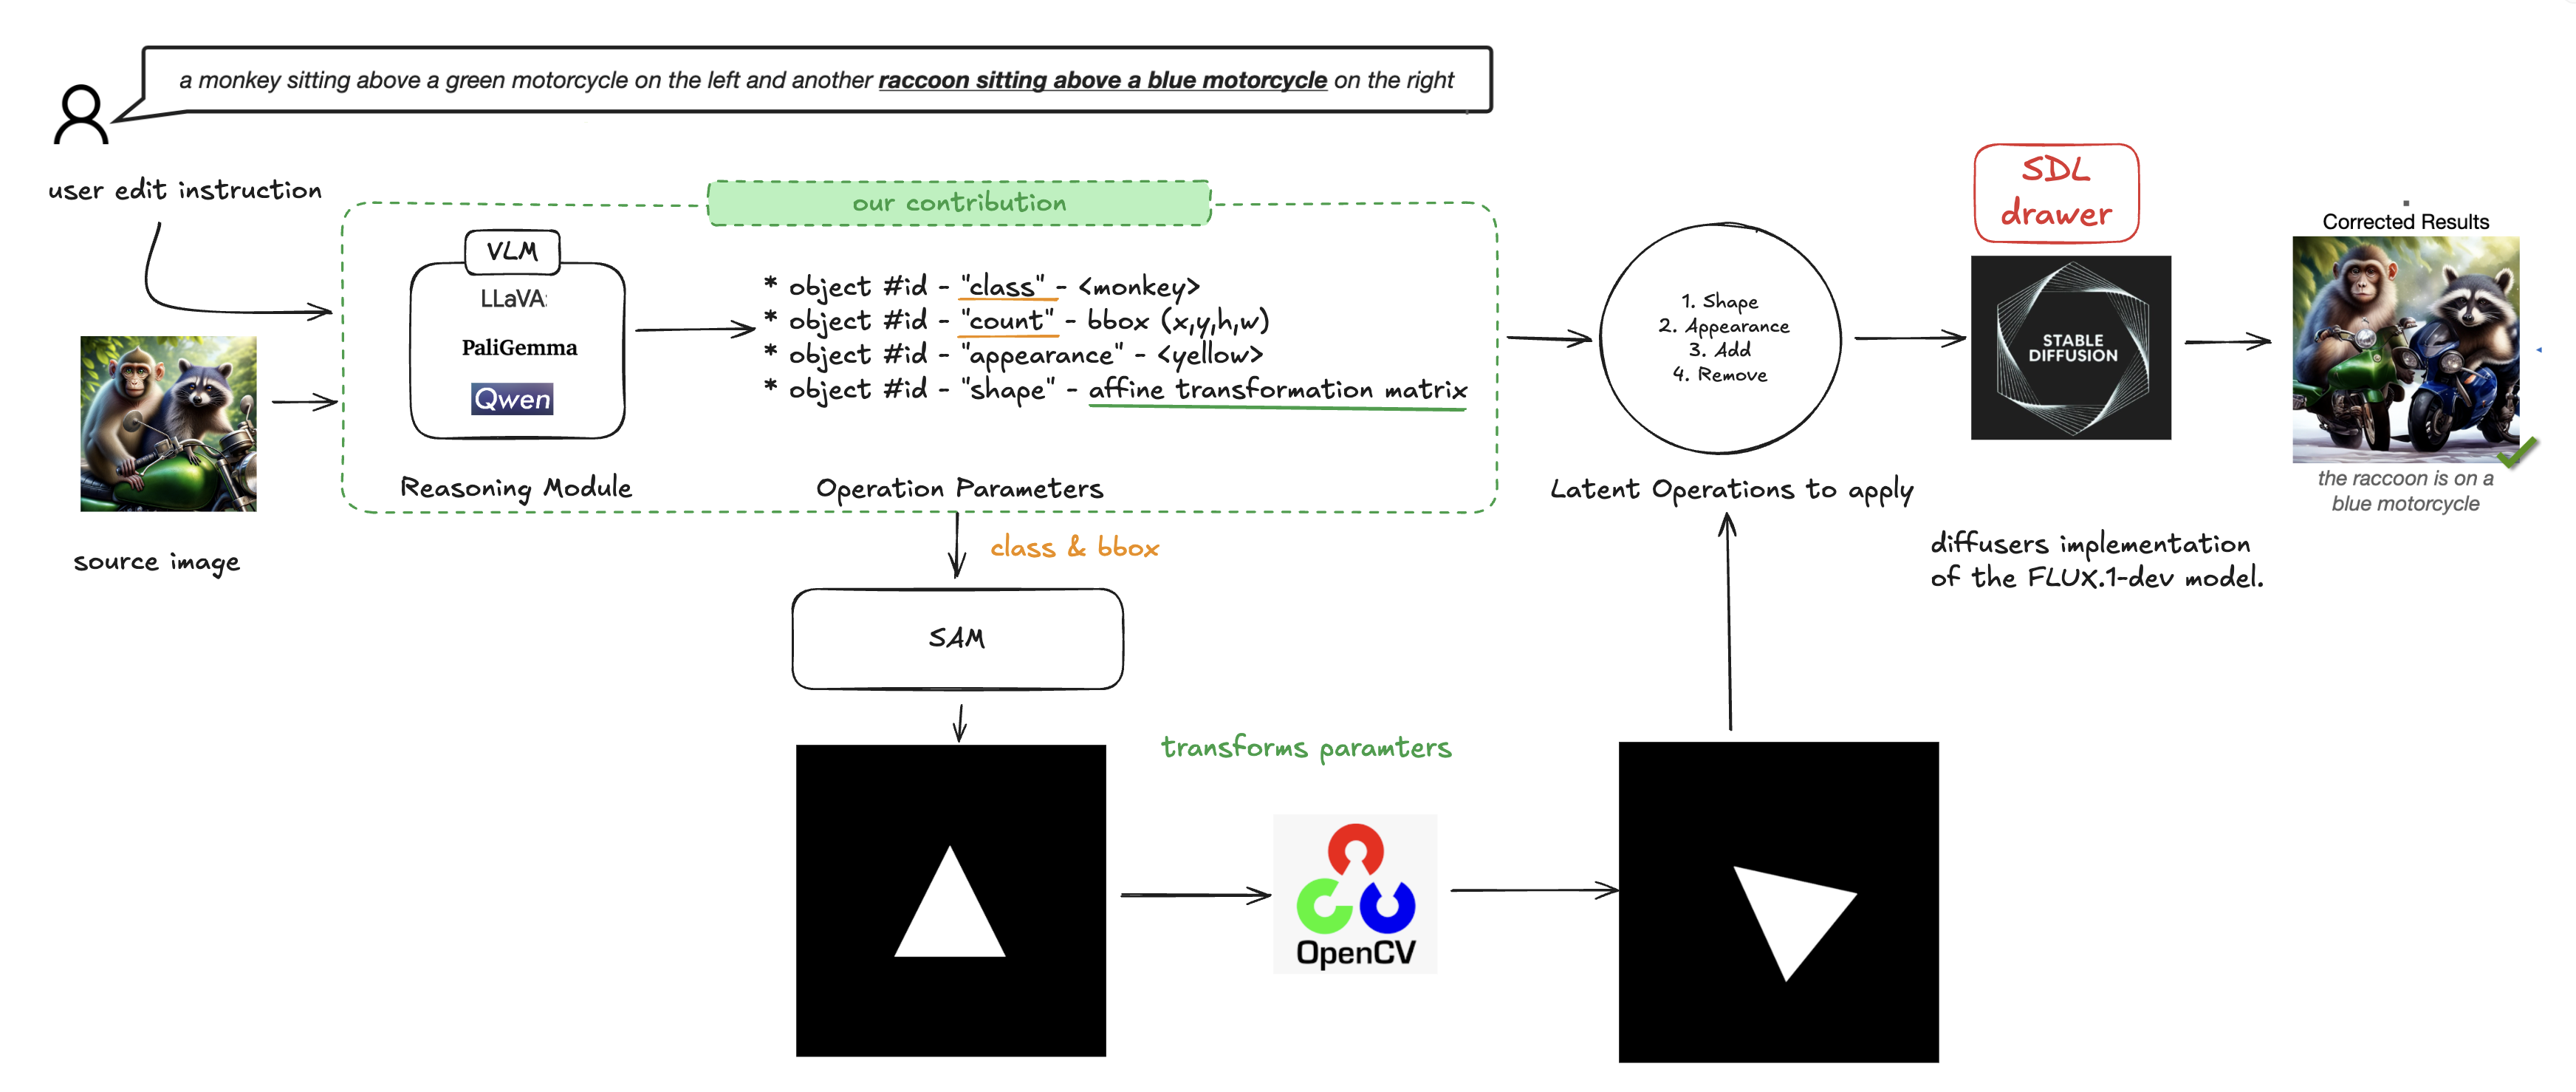 a monkey sitting above a green motorcycle on the left and another raccoon sitting above a blue motorcycle on the right
user edit instruction
our contribution
VLM
LLaVA:
PaliGemma
Qwen
Reasoning Module
* object #id - "class" - <monkey>
* object #id - "count" - bbox (x,y,h,w)
* object #id - "appearance" - <yellow>
* object #id - "shape" - affine transformation matrix
Operation Parameters
source image
1. Shape
2. Appearance
3. Add
4. Remove
Latent Operations to apply
SDL
drawer
STABLE
DIFFUSION
diffusers implementation
of the FLUX.1-dev model.
Corrected Results
the raccoon is on a
blue motorcycle
class & bbox
SAM
transforms paramters
OpenCV